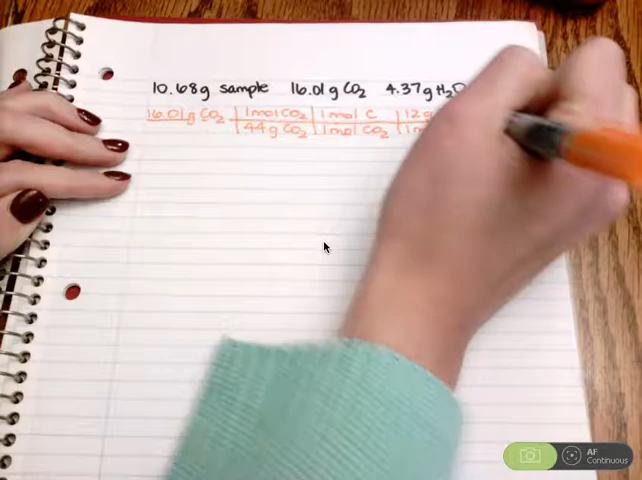 10.68g sample 16.01g CO₂ 4.37g H₂O
16.01g CO₂ | 1mol CO₂ | 1mol C | 12g
44g CO₂ | 1mol CO₂ |
AF
Continuous